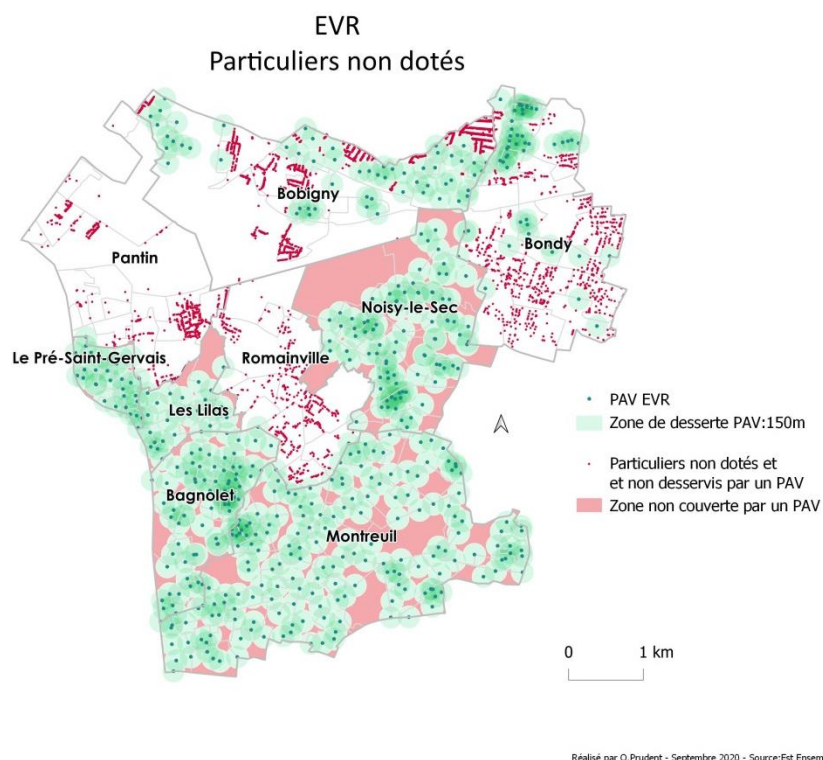 EVR
Particuliers non dotés
Bobigny
Pantin
Bondy
Noisy-le-Sec
Le Pré-Saint-Gervais
Romainville
Les Lilas
Bagnolet
Montreuil
PAV EVR
Zone de desserte PAV:150m
Particuliers non dotés et
et non desservis par un PAV
Zone non couverte par un PAV
0 1 km
Réalisé par O.Prudent - Septembre 2020 - Source:Est Ensem